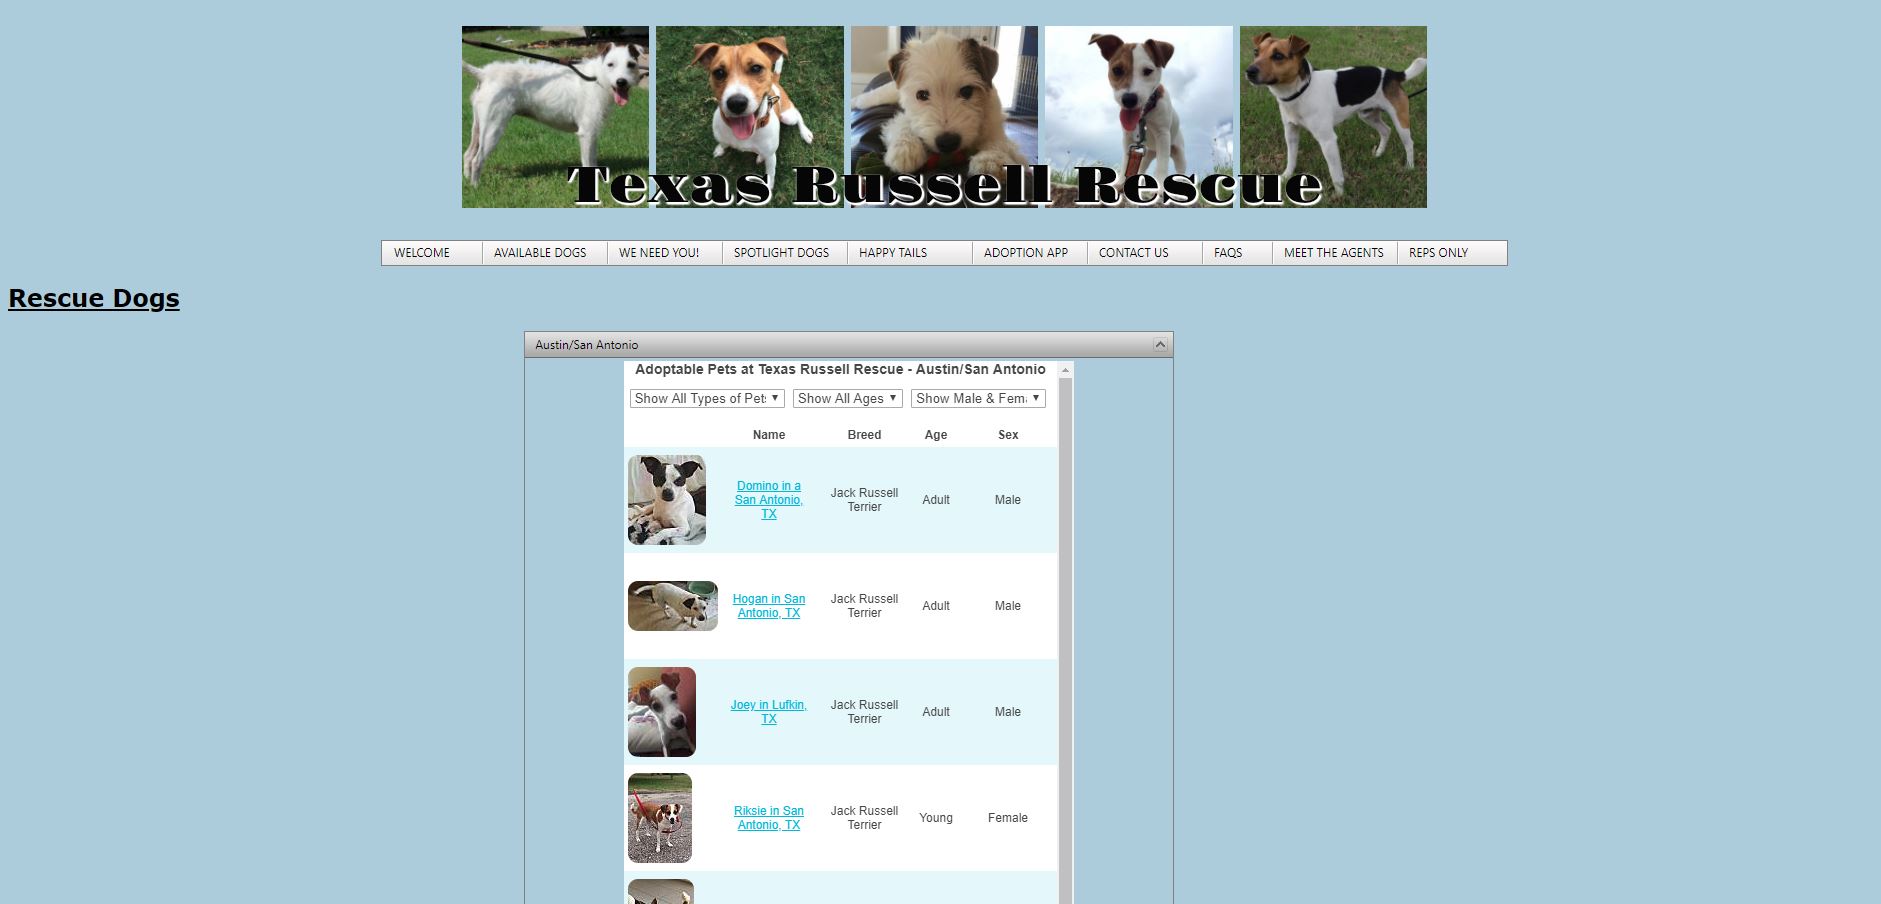 Texas Russell Rescue
WELCOME
AVAILABLE DOGS
WE NEED YOU!
SPOTLIGHT DOGS
HAPPY TAILS
ADOPTION APP
CONTACT US
FAQS
MEET THE AGENTS
REPS ONLY
Rescue Dogs
Austin/San Antonio
Adoptable Pets at Texas Russell Rescue - Austin/San Antonio
Show All Types of Pets
Show All Ages
Show Male &
Name Breed Age Sex
Domino in a
San Antonio,
TX
Jack Russell
Terrier
Adult
Male
Hogan in San
Antonio, TX
Jack Russell
Terrier
Adult
Male
Joey in Lufkin,
TX
Jack Russell
Terrier
Adult
Male
Riksie in San
Antonio, TX
Jack Russell
Terrier
Young
Female